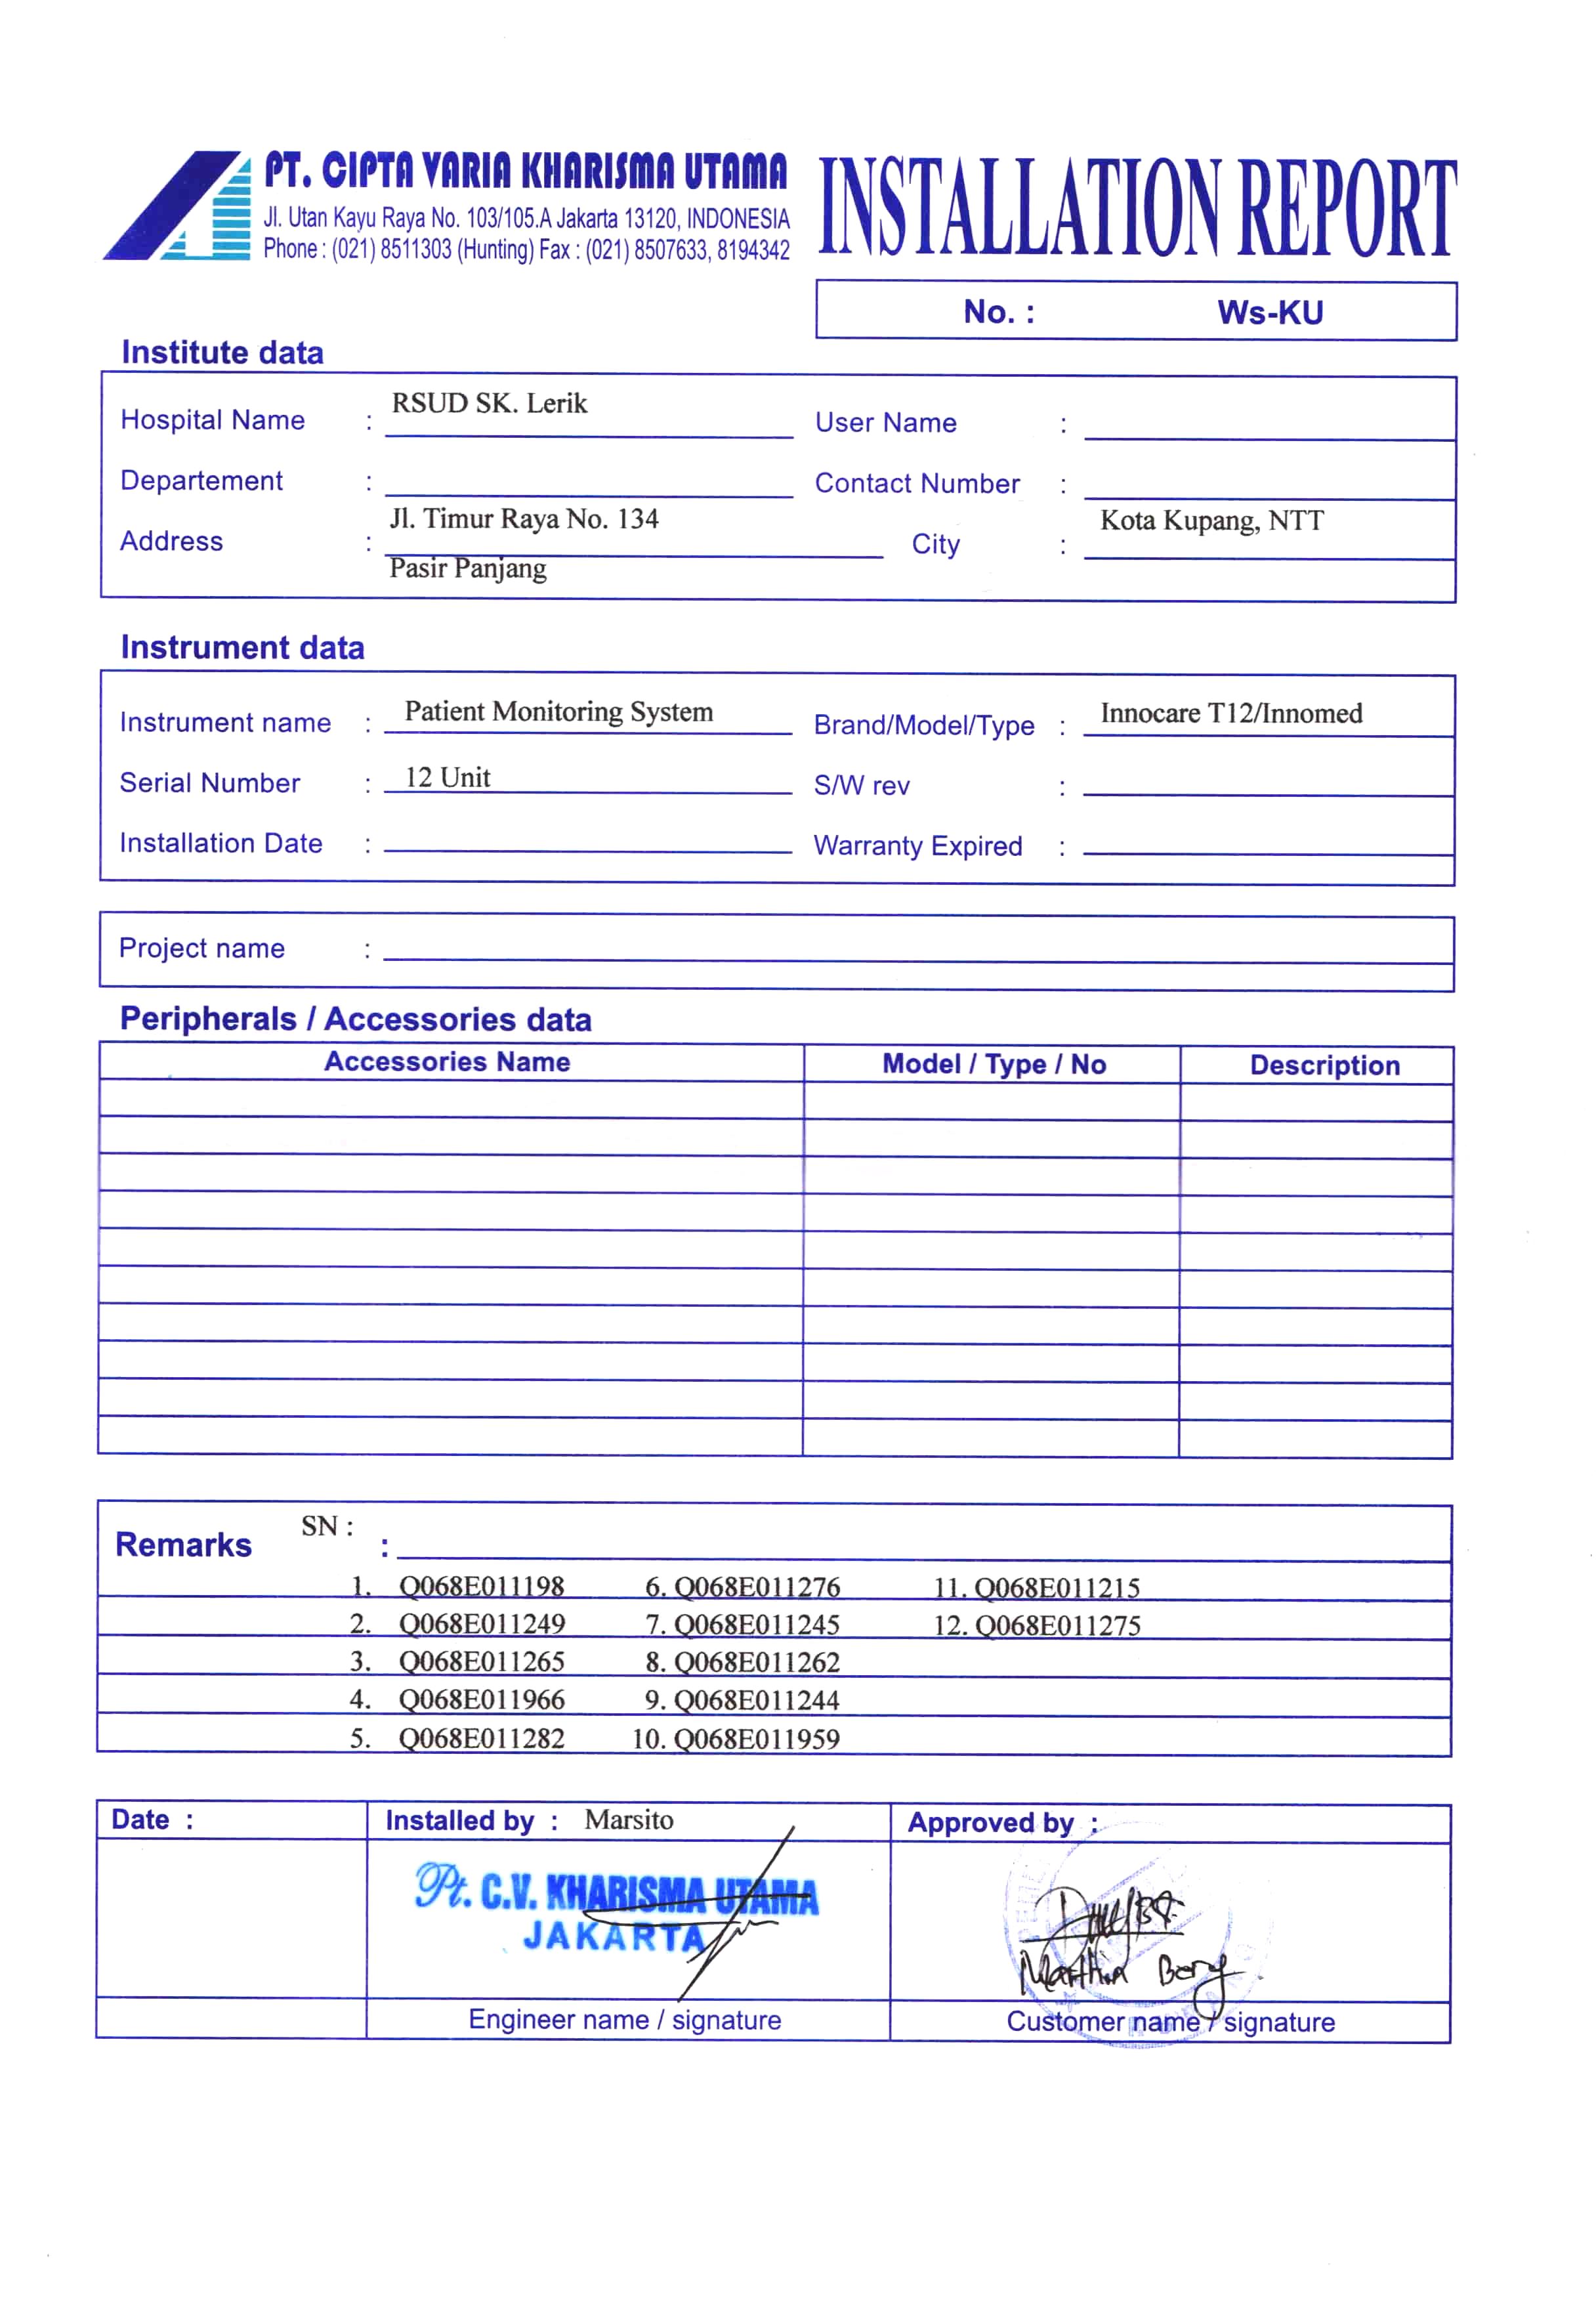 PT. CIPTA VARIA KHARISMA UTAMA
Jl. Utan Kayu Raya No. 103/105.A Jakarta 13120, INDONESIA
Phone : (021) 8511303 (Hunting) Fax : (021) 8507633, 8194342
INSTALLATION REPORT
No. : Ws-KU
Institute data
Hospital Name : RSUD SK. Lerik User Name :
Departement : Contact Number :
Address : Jl. Timur Raya No. 134 City : Kota Kupang, NTT
Pasir Panjang
Instrument data
Instrument name : Patient Monitoring System Brand/Model/Type : Innocare T12/Innomed
Serial Number : 12 Unit S/W rev :
Installation Date : Warranty Expired :
Project name :
Peripherals / Accessories data
Accessories Name Model / Type / No Description
Remarks SN : :
1. Q068E011198 6. Q068E011276 11. Q068E011215
2. Q068E011249 7. Q068E011245 12. Q068E011275
3. Q068E011265 8. Q068E011262
4. Q068E011966 9. Q068E011244
5. Q068E011282 10. Q068E011959
Date : Installed by : Marsito Approved by :
Pt. C.V. KHARISMA UTAMA
JAKARTA
Engineer name / signature Customer name / signature